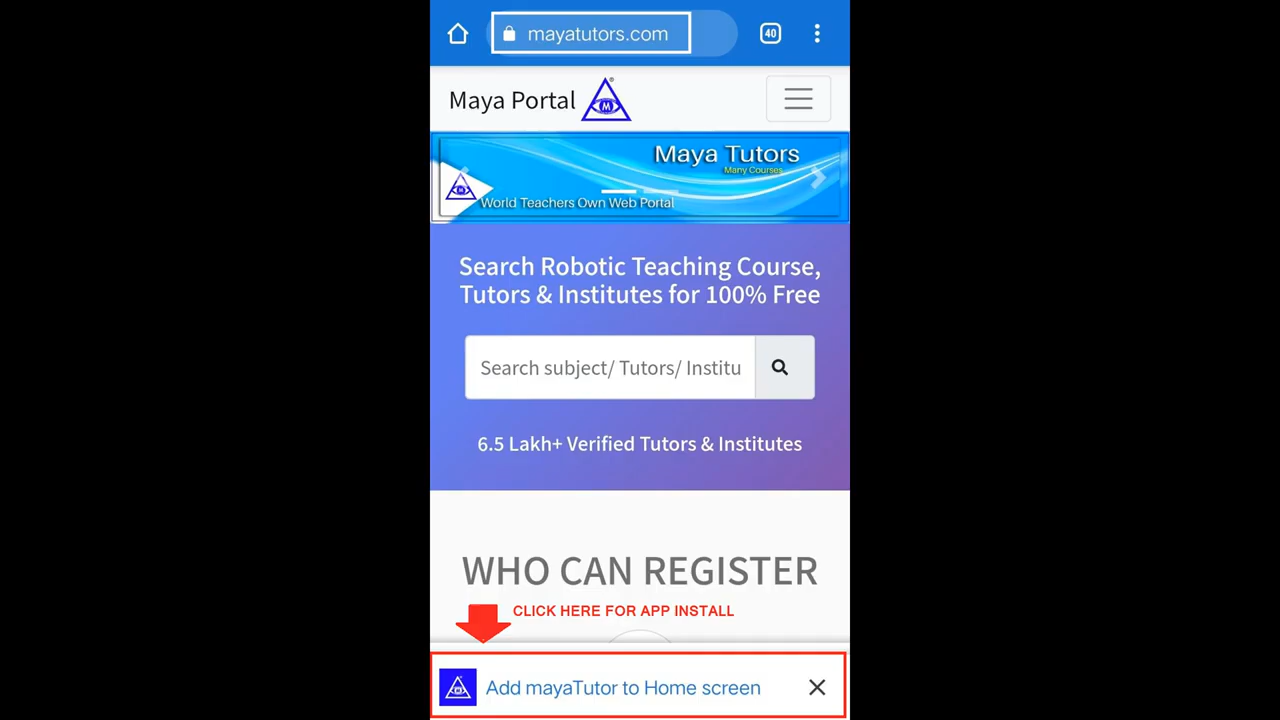 mayatutors.com
40
Maya Portal
M
Maya Tutors
Many Courses
World Teachers Own Web Portal
Search Robotic Teaching Course,
Tutors & Institutes for 100% Free
Search subject/ Tutors/ Institu
6.5 Lakh+ Verified Tutors & Institutes
WHO CAN REGISTER
CLICK HERE FOR APP INSTALL
Add mayaTutor to Home screen